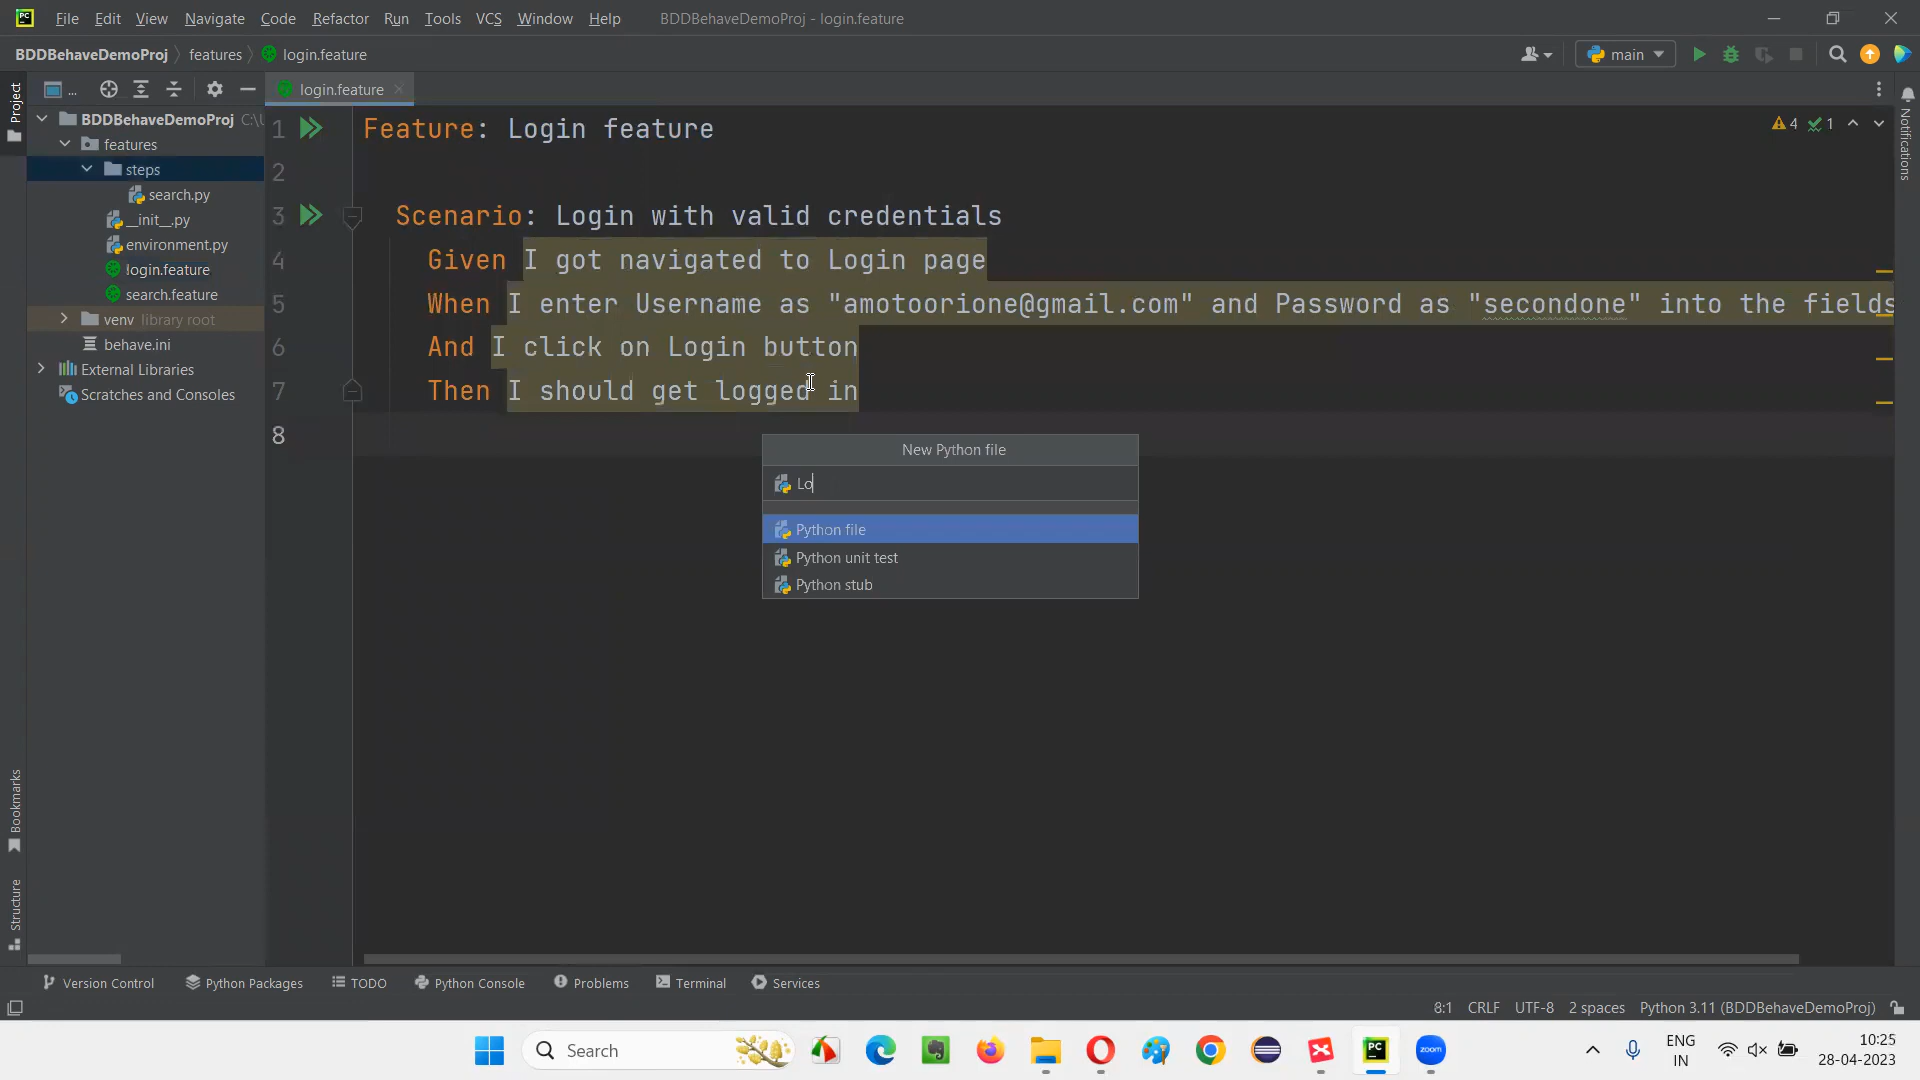 PC File Edit View Navigate Code Refactor Run Tools VCS Window Help BDDBehaveDemoProj - login.feature
BDDBehaveDemoProj features login.feature main
Project
...
login.feature
Notifications
BDDBehaveDemoProj C:\U
features
steps
search.py
__init__.py
environment.py
login.feature
search.feature
venv library root
behave.ini
External Libraries
Scratches and Consoles
4 1
1 Feature: Login feature
2
3 Scenario: Login with valid credentials
4 Given I got navigated to Login page
5 When I enter Username as "amotoorione@gmail.com" and Password as "secondone" into the fields
6 And I click on Login button
7 Then I should get logged in
8
New Python file
Lo
Python file
Python unit test
Python stub
Bookmarks
Structure
Version Control Python Packages TODO Python Console Problems Terminal Services
8:1 CRLF UTF-8 2 spaces Python 3.11 (BDDBehaveDemoProj)
Search
PC
zoom
ENG
IN
10:25
28-04-2023